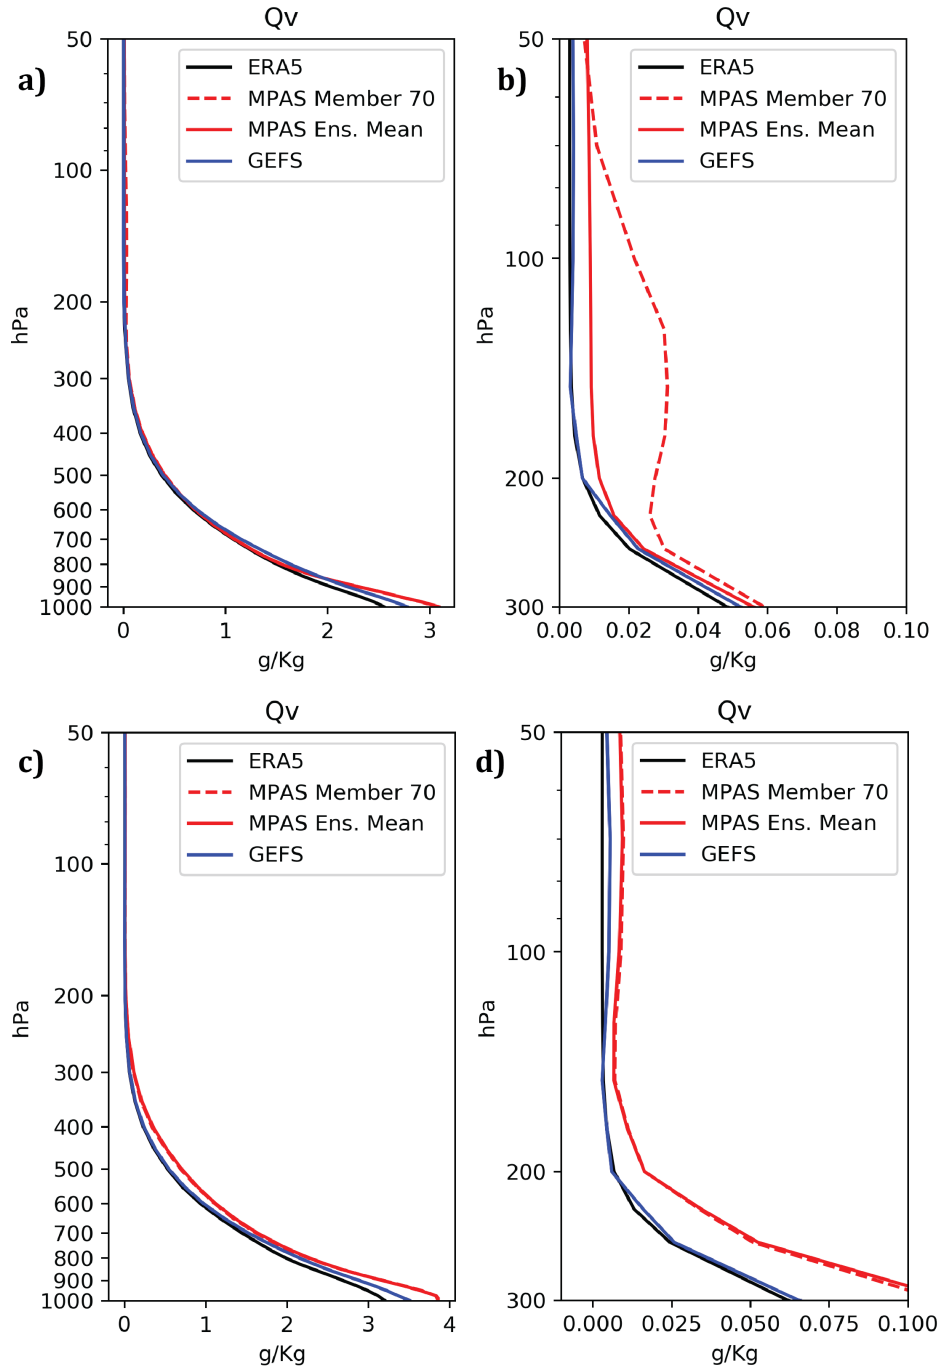 a)
Qv
ERA5
MPAS Member 70
MPAS Ens. Mean
GEFS
50
100
200
300
400
500
600
700
800
900
1000
hPa
0 1 2 3
g/Kg
b)
Qv
ERA5
MPAS Member 70
MPAS Ens. Mean
GEFS
50
100
200
300
hPa
0.00 0.02 0.04 0.06 0.08 0.10
g/Kg
c)
Qv
ERA5
MPAS Member 70
MPAS Ens. Mean
GEFS
50
100
200
300
400
500
600
700
800
900
1000
hPa
0 1 2 3 4
g/Kg
d)
Qv
ERA5
MPAS Member 70
MPAS Ens. Mean
GEFS
50
100
200
300
hPa
0.000 0.025 0.050 0.075 0.100
g/Kg